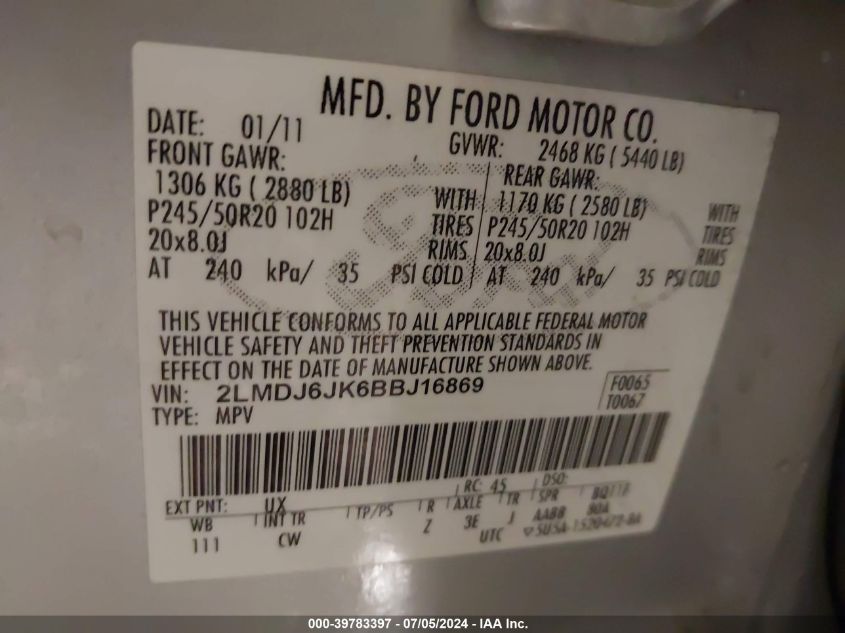 MFD. BY FORD MOTOR CO.
DATE: 01/11 GVWR: 2468 KG ( 5440 LB)
FRONT GAWR: REAR GAWR:
1306 KG ( 2880 LB) WITH 1170 KG ( 2580 LB) WITH
P245/50R20 102H TIRES P245/50R20 102H TIRES
20x8.0J RIMS 20x8.0J RIMS
AT 240 kPa/ 35 PSI COLD AT 240 kPa/ 35 PSI COLD
THIS VEHICLE CONFORMS TO ALL APPLICABLE FEDERAL MOTOR
VEHICLE SAFETY AND THEFT PREVENTION STANDARDS IN
EFFECT ON THE DATE OF MANUFACTURE SHOWN ABOVE.
VIN: 2LMDJ6JK6BBJ16869 F0065
TYPE: MPV T0067
EXT PNT: UX RC: 45 DSO:
WB INT TR TP/PS R AXLE TR SPR
111 CW Z 3E J AABB
UTC
000-39783397 - 07/05/2024 - IAA Inc.